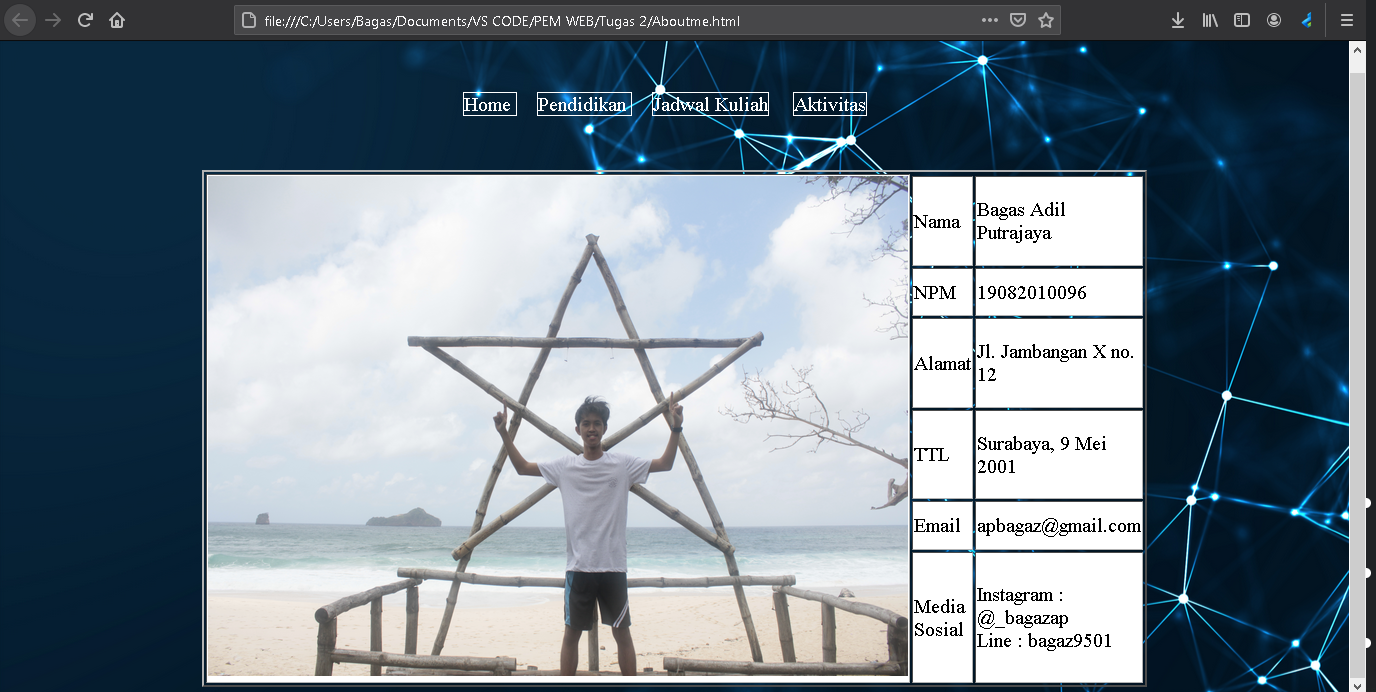 file:///C:/Users/Bagas/Documents/VS CODE/PEM WEB/Tugas 2/Aboutme.html
Home Pendidikan Jadwal Kuliah Aktivitas
Nama
Bagas Adil
Putrajaya
NPM
19082010096
Alamat
Jl. Jambangan X no.
12
TTL
Surabaya, 9 Mei
2001
Email
apbagaz@gmail.com
Media
Sosial
Instagram :
@_bagazap
Line : bagaz9501